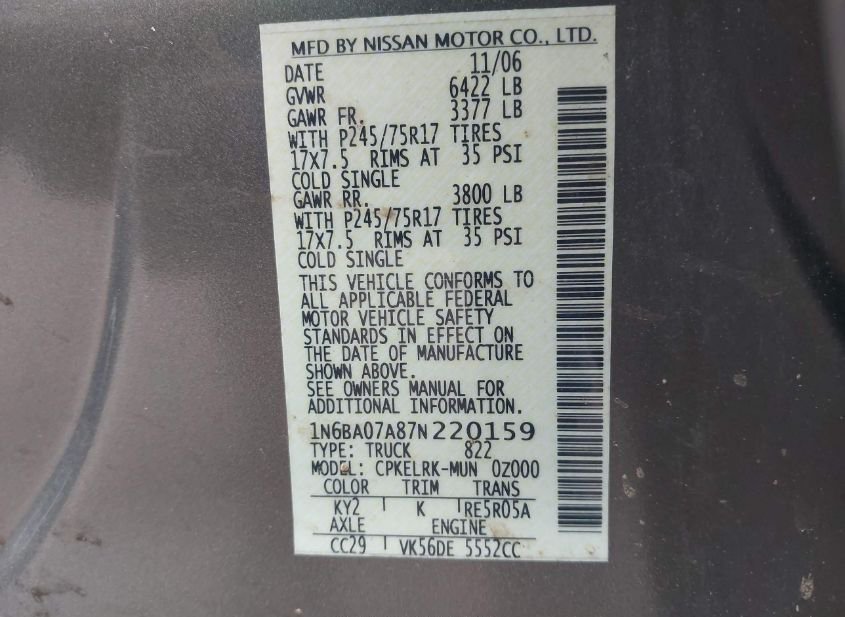 MFD BY NISSAN MOTOR CO., LTD.
DATE 11/06
GVWR 6422 LB
GAWR FR. 3377 LB
WITH P245/75R17 TIRES
17X7.5 RIMS AT 35 PSI
COLD SINGLE
GAWR RR. 3800 LB
WITH P245/75R17 TIRES
17X7.5 RIMS AT 35 PSI
COLD SINGLE
THIS VEHICLE CONFORMS TO
ALL APPLICABLE FEDERAL
MOTOR VEHICLE SAFETY
STANDARDS IN EFFECT ON
THE DATE OF MANUFACTURE
SHOWN ABOVE.
SEE OWNERS MANUAL FOR
ADDITIONAL INFORMATION.
1N6BA07A87N220159
TYPE: TRUCK 822
MODEL: CPKELRK-MUN 0Z000
COLOR TRIM TRANS
KY2 K RE5R05A
AXLE ENGINE
CC29 VK56DE 5552CC